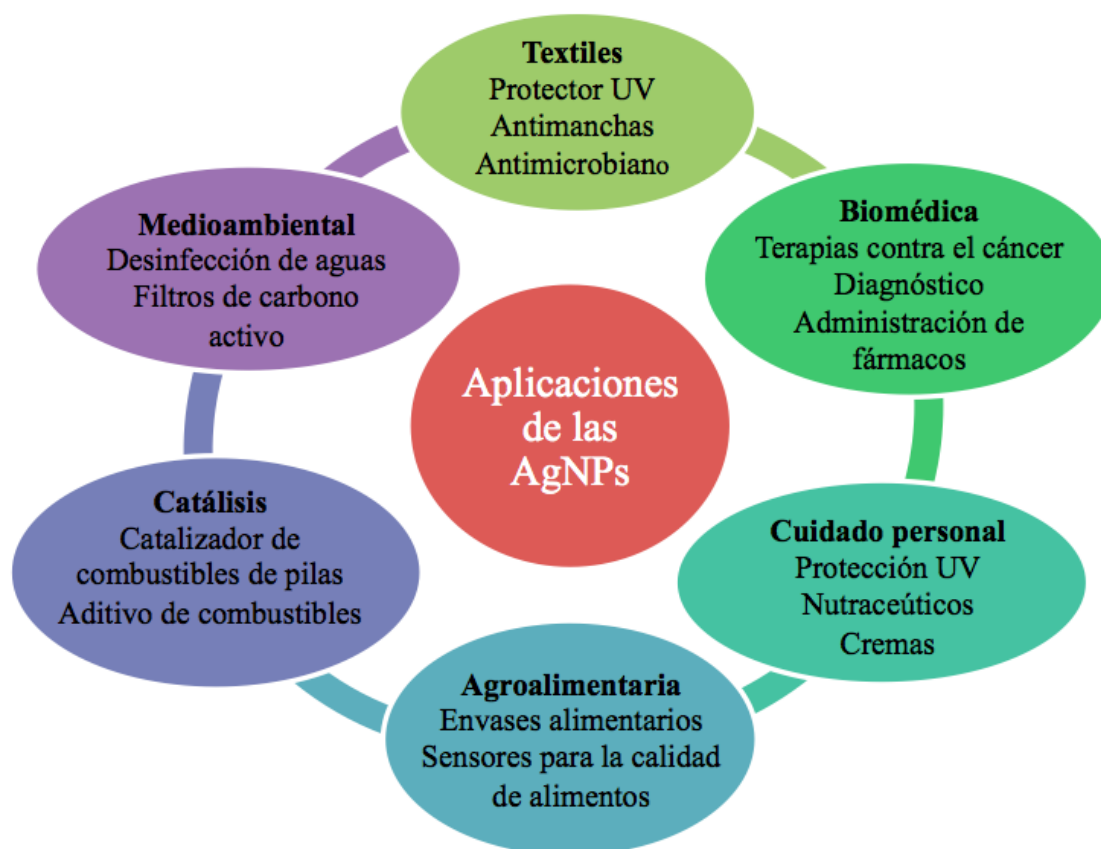 Textiles
Protector UV
Antimanchas
Antimicrobiano
Biomédica
Terapias contra el cáncer
Diagnóstico
Administración de
fármacos
Cuidado personal
Protección UV
Nutraceúticos
Cremas
Agroalimentaria
Envases alimentarios
Sensores para la calidad
de alimentos
Catálisis
Catalizador de
combustibles de pilas
Aditivo de combustibles
Medioambiental
Desinfección de aguas
Filtros de carbono
activo
Aplicaciones
de las
AgNPs